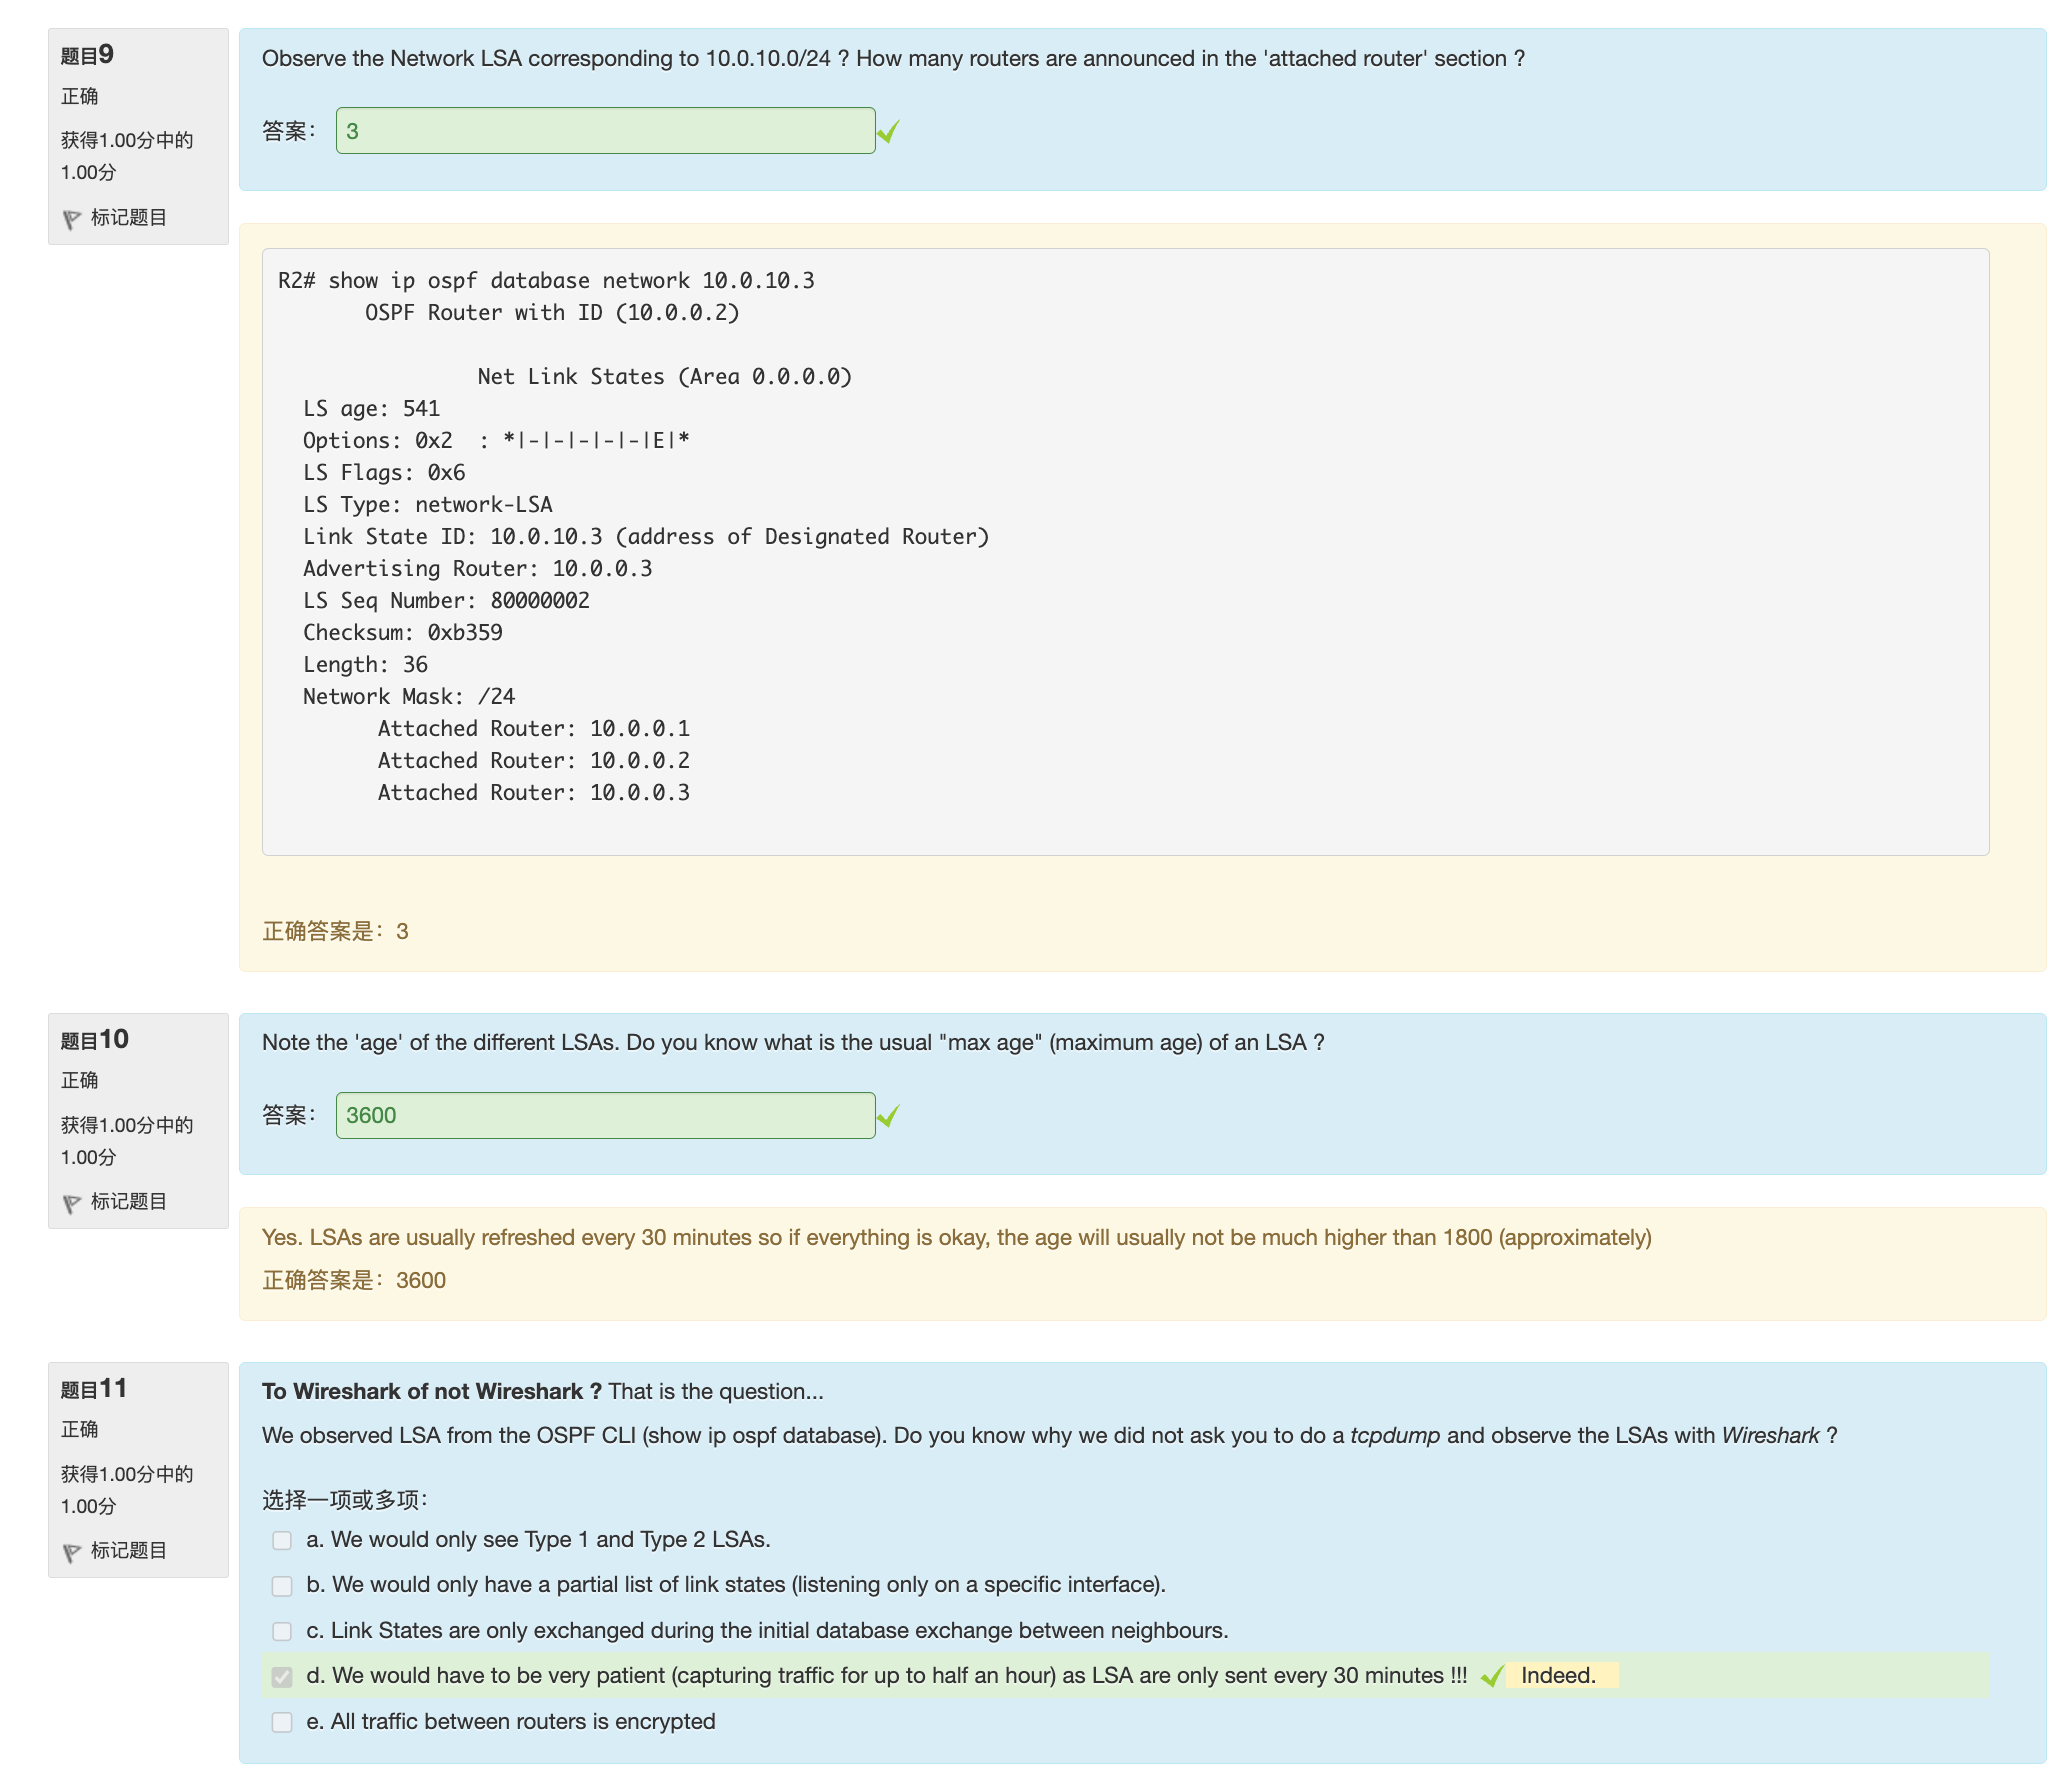 题目9
正确
获得1.00分中的
1.00分
标记题目
Observe the Network LSA corresponding to 10.0.10.0/24 ? How many routers are announced in the 'attached router' section ?
答案： 3
R2# show ip ospf database network 10.0.10.3
OSPF Router with ID (10.0.0.2)
Net Link States (Area 0.0.0.0)
LS age: 541
Options: 0x2  : *|-|-|-|-|-|E|*
LS Flags: 0x6
LS Type: network-LSA
Link State ID: 10.0.10.3 (address of Designated Router)
Advertising Router: 10.0.0.3
LS Seq Number: 80000002
Checksum: 0xb359
Length: 36
Network Mask: /24
Attached Router: 10.0.0.1
Attached Router: 10.0.0.2
Attached Router: 10.0.0.3
正确答案是：3
题目10
正确
获得1.00分中的
1.00分
标记题目
Note the 'age' of the different LSAs. Do you know what is the usual "max age" (maximum age) of an LSA ?
答案： 3600
Yes. LSAs are usually refreshed every 30 minutes so if everything is okay, the age will usually not be much higher than 1800 (approximately)
正确答案是：3600
题目11
正确
获得1.00分中的
1.00分
标记题目
To Wireshark of not Wireshark ? That is the question...
We observed LSA from the OSPF CLI (show ip ospf database). Do you know why we did not ask you to do a tcpdump and observe the LSAs with Wireshark ?
选择一项或多项：
a. We would only see Type 1 and Type 2 LSAs.
b. We would only have a partial list of link states (listening only on a specific interface).
c. Link States are only exchanged during the initial database exchange between neighbours.
d. We would have to be very patient (capturing traffic for up to half an hour) as LSA are only sent every 30 minutes !!! Indeed.
e. All traffic between routers is encrypted